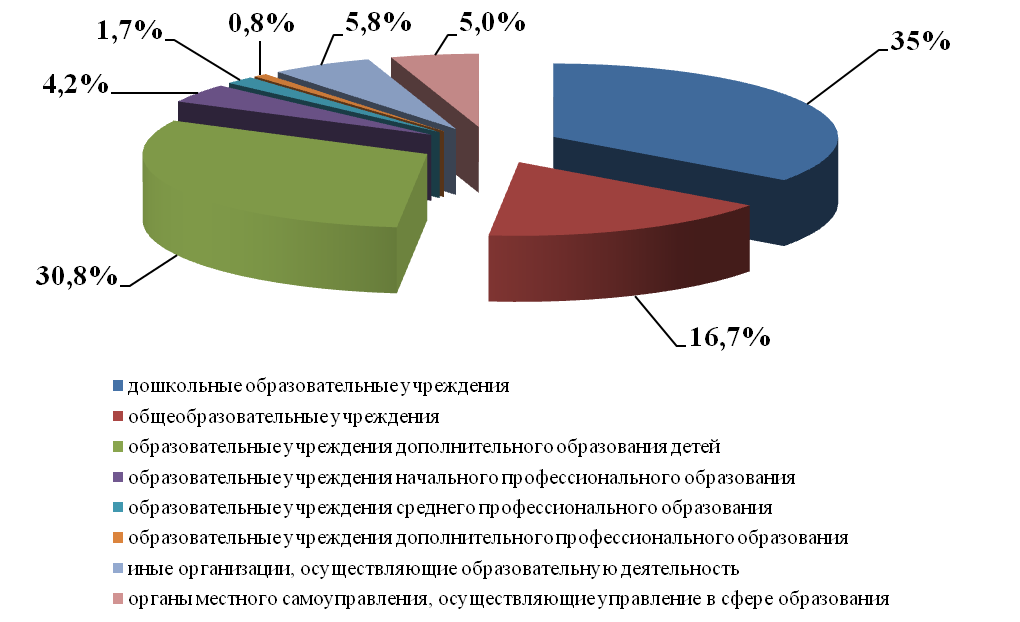 0,8%
5,8%
5,0%
1,7%
35%
4,2%
30,8%
16,7%
дошкольные образовательные учреждения
общеобразовательные учреждения
образовательные учреждения дополнительного образования детей
образовательные учреждения начального профессионального образования
образовательные учреждения среднего профессионального образования
образовательные учреждения дополнительного профессионального образования
иные организации, осуществляющие образовательную деятельность
органы местного самоуправления, осуществляющие управление в сфере образования